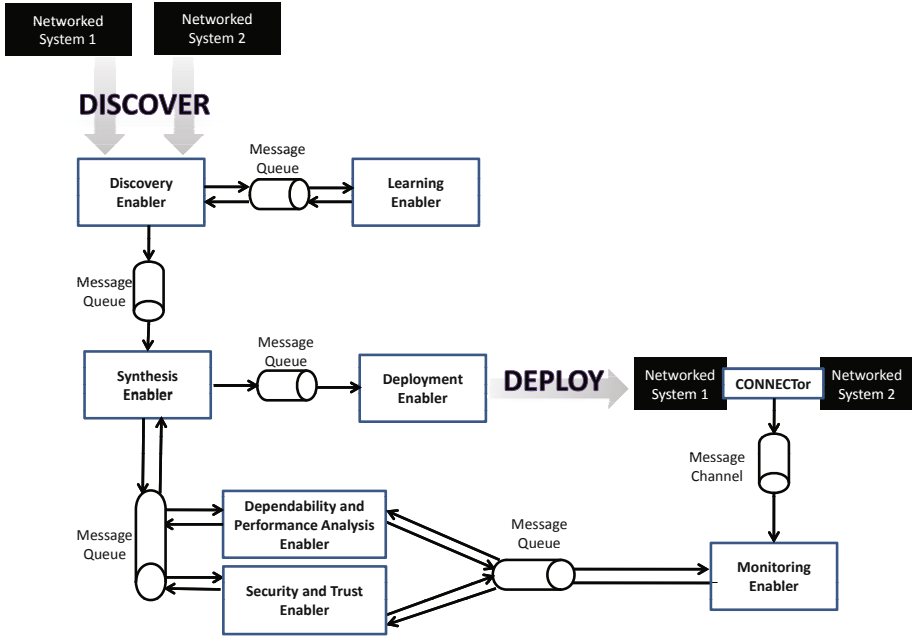 Networked
System 1
Networked
System 2
DISCOVER
Message
Queue
Discovery
Enabler
Learning
Enabler
Message
Queue
Message
Queue
Synthesis
Enabler
Deployment
Enabler
DEPLOY
Networked
System 1
CONNECTor
Networked
System 2
Message
Channel
Message
Queue
Dependability and
Performance Analysis
Enabler
Message
Queue
Security and Trust
Enabler
Monitoring
Enabler